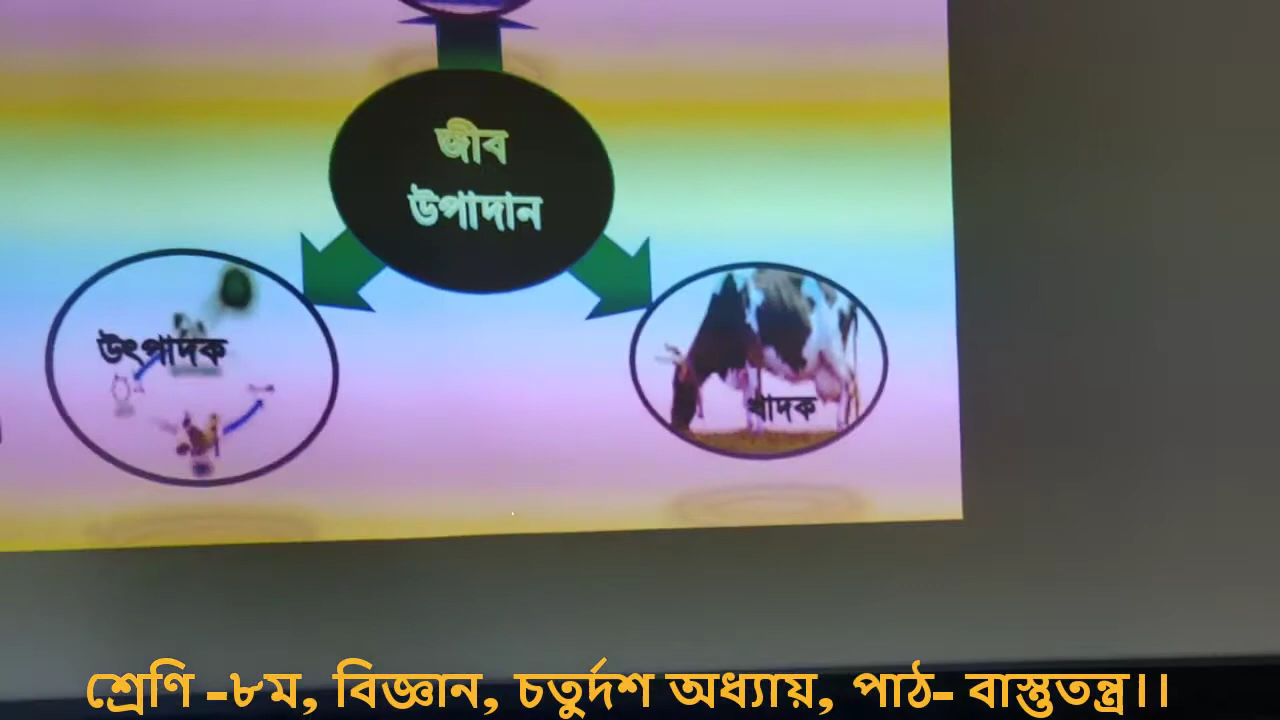 জীব
উপাদান
উৎপাদক
খাদক
শ্রেণি -৮ম, বিজ্ঞান, চতুর্দশ অধ্যায়, পাঠ- বাস্তুতন্ত্র।।